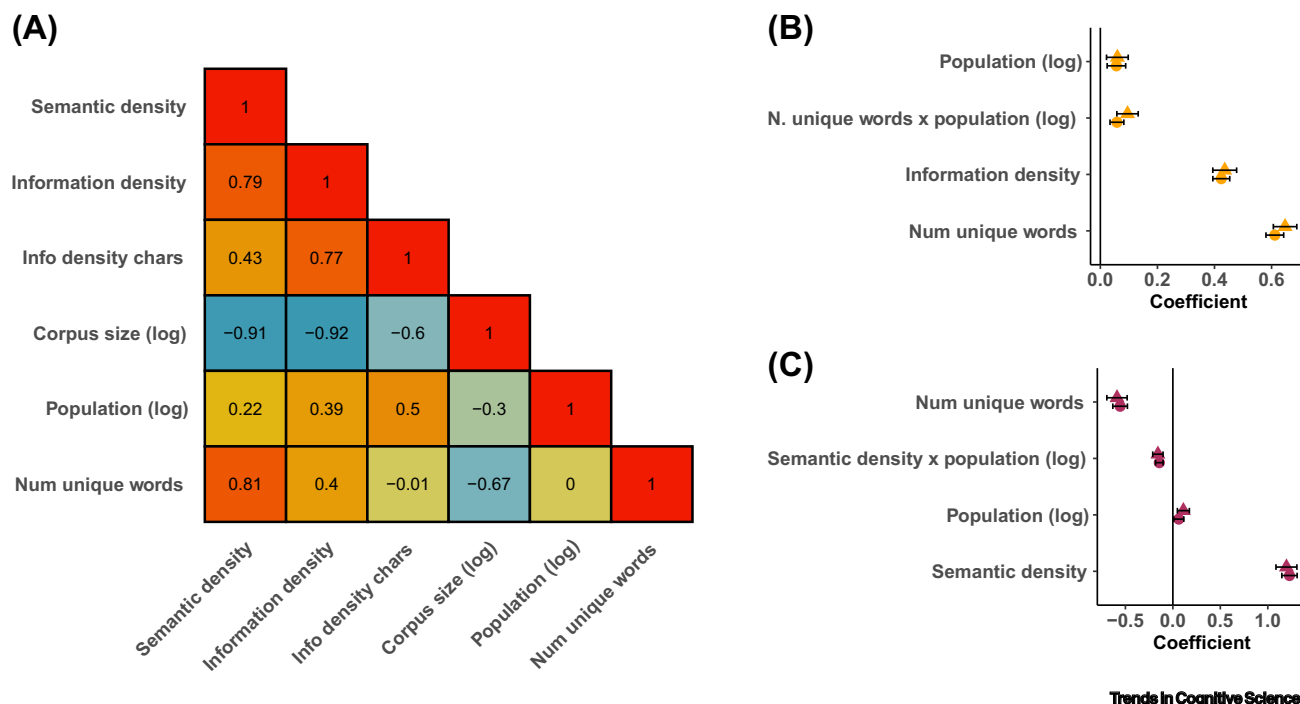 (A)
Semantic density
1
Information density
0.79
1
Info density chars
0.43
0.77
1
Corpus size (log)
−0.91
−0.92
−0.6
1
Population (log)
0.22
0.39
0.5
−0.3
1
Num unique words
0.81
0.4
−0.01
−0.67
0
1
Semantic density
Information density
Info density chars
Corpus size (log)
Population (log)
Num unique words
(B)
Population (log)
N. unique words x population (log)
Information density
Num unique words
0.0 0.2 0.4 0.6
Coefficient
(C)
Num unique words
Semantic density x population (log)
Population (log)
Semantic density
−0.5 0.0 0.5 1.0
Coefficient
Trends in Cognitive Science